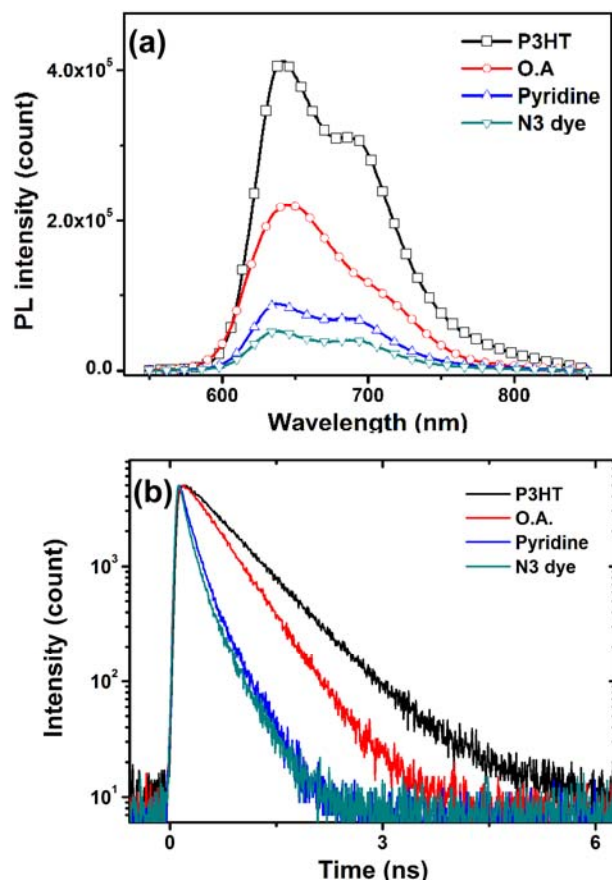 (a)
P3HT
O.A
Pyridine
N3 dye
PL intensity (count)
4.0x10⁵
2.0x10⁵
0.0
600 700 800
Wavelength (nm)
(b)
P3HT
O.A.
Pyridine
N3 dye
Intensity (count)
10³
10²
10¹
0 3 6
Time (ns)